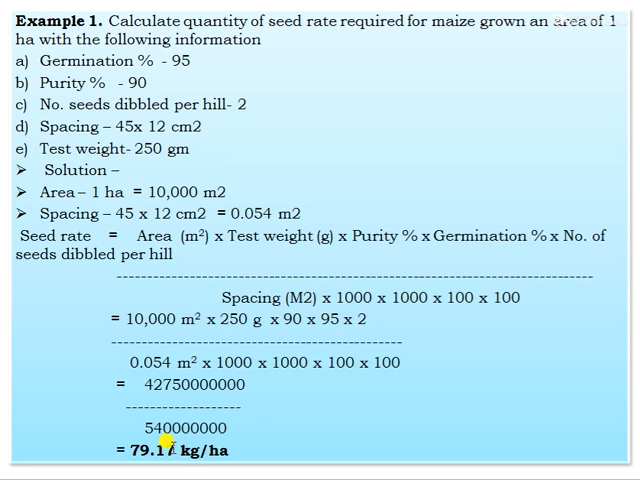 Example 1. Calculate quantity of seed rate required for maize grown an area of 1
ha with the following information
a) Germination % - 95
b) Purity % - 90
c) No. seeds dibbled per hill- 2
d) Spacing – 45x 12 cm2
e) Test weight- 250 gm
➢ Solution –
➢ Area – 1 ha = 10,000 m2
➢ Spacing – 45 x 12 cm2 = 0.054 m2
Seed rate = Area (m²) x Test weight (g) x Purity % x Germination % x No. of
seeds dibbled per hill
--------------------------------------------------------------------------------
Spacing (M2) x 1000 x 1000 x 100 x 100
= 10,000 m² x 250 g x 90 x 95 x 2
-------------------------------------------------
0.054 m² x 1000 x 1000 x 100 x 100
= 42750000000
-------------------
540000000
= 79.17 kg/ha